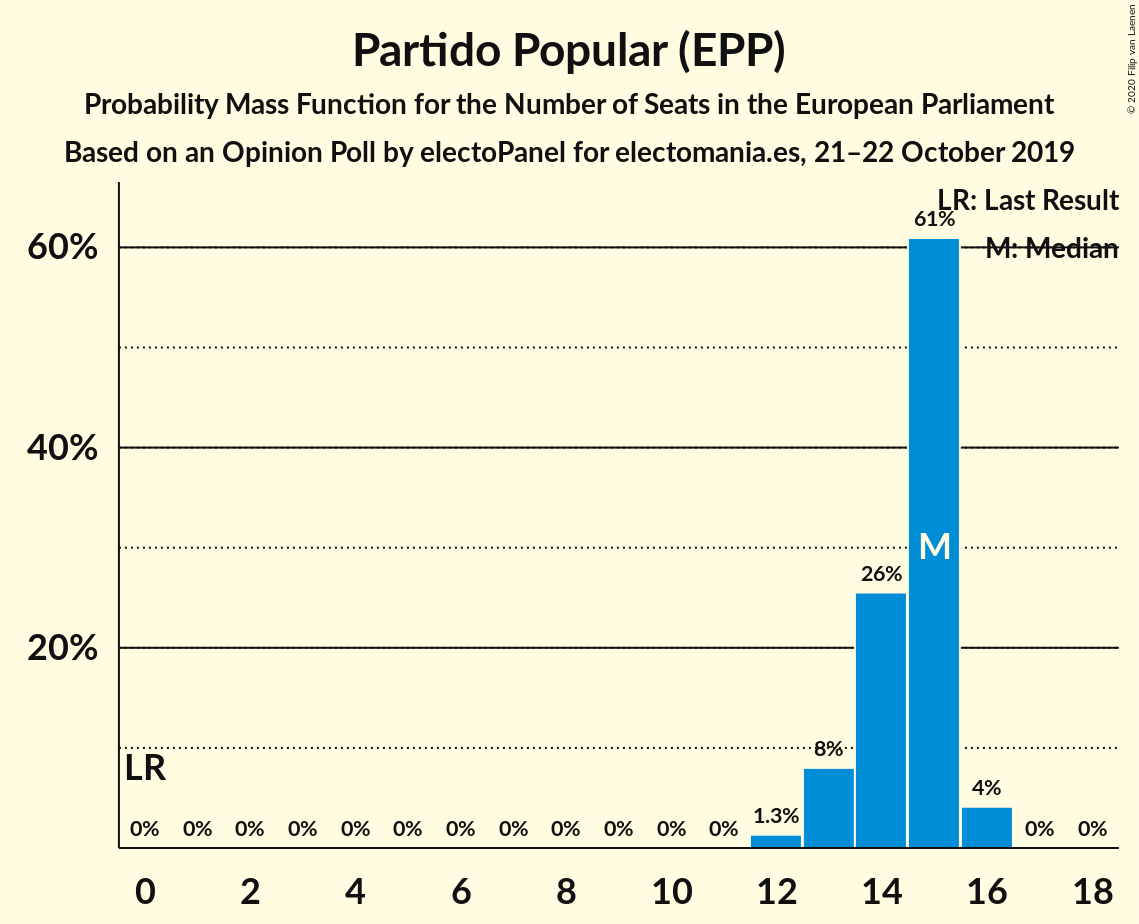 Partido Popular (EPP)
Probability Mass Function for the Number of Seats in the European Parliament
Based on an Opinion Poll by electoPanel for electomania.es, 21–22 October 2019
© 2020 Filip van Laenen
LR: Last Result
M: Median
60%
40%
20%
61%
M
26%
8%
4%
1.3%
LR
0% 0% 0% 0% 0% 0% 0% 0% 0% 0% 0% 0% 0% 0%
0 2 4 6 8 10 12 14 16 18